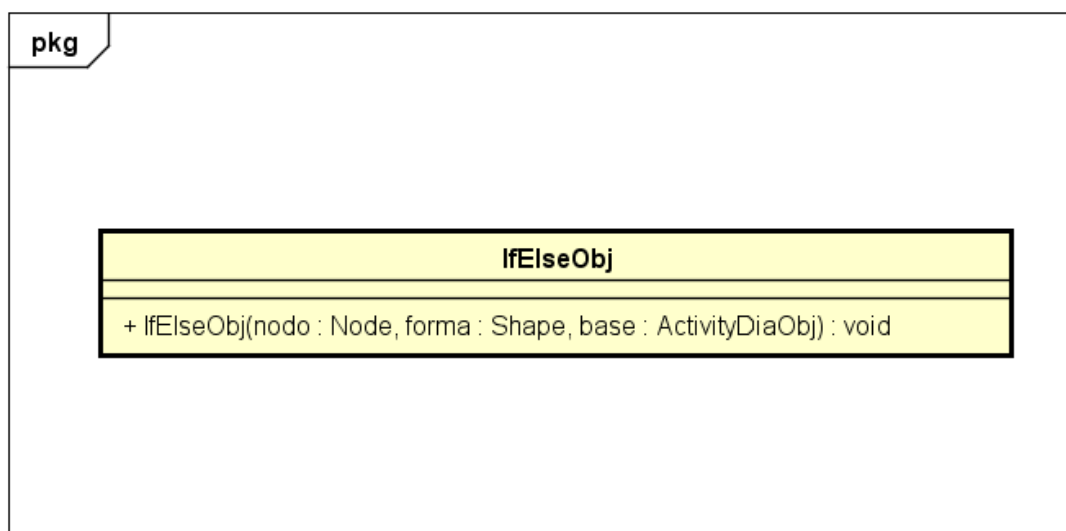 pkg
IfElseObj
+ IfElseObj(nodo : Node, forma : Shape, base : ActivityDiaObj) : void